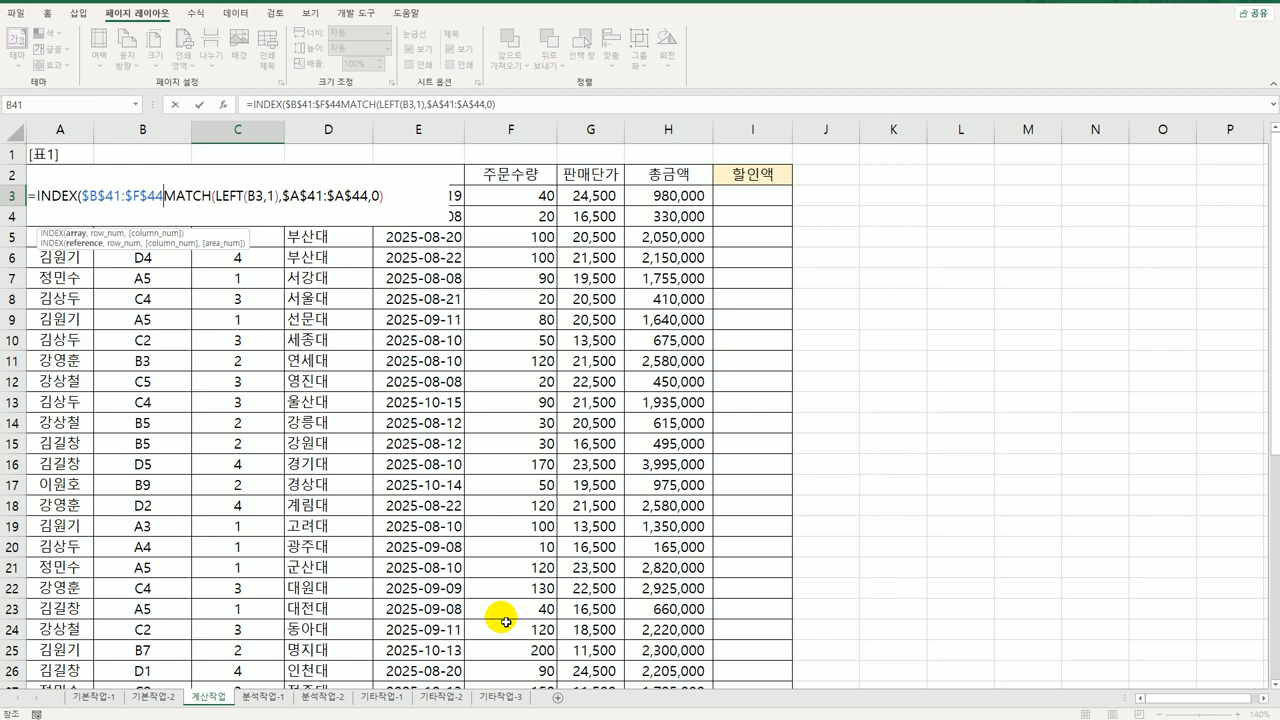 파일 홈 삽입 페이지 레이아웃 수식 데이터 검토 보기 개발 도구 도움말 공유
가가 색 너비: 자동 눈금선 제목
글꼴 높이: 자동 보기 보기
효과 배율: 100% 인쇄 인쇄
테마 여백 용지 방향 크기 인쇄 영역 나누기 배경 인쇄 제목 앞으로 가져오기 뒤로 보내기 선택 창 맞춤 그룹화 회전
테마 페이지 설정 크기 조정 시트 옵션 정렬
B41 fx =INDEX($B$41:$F$44MATCH(LEFT(B3,1),$A$41:$A$44,0)
A B C D E F G H I J K L M N O P
1 [표1]
2 주문수량 판매단가 총금액 할인액
3 =INDEX($B$41:$F$44MATCH(LEFT(B3,1),$A$41:$A$44,0) 19 40 24,500 980,000
4 08 20 16,500 330,000
INDEX(array, row_num, [column_num])
INDEX(reference, row_num, [column_num], [area_num])
5 부산대 2025-08-20 100 20,500 2,050,000
6 김원기 D4 4 부산대 2025-08-22 100 21,500 2,150,000
7 정민수 A5 1 서강대 2025-08-08 90 19,500 1,755,000
8 김상두 C4 3 서울대 2025-08-21 20 20,500 410,000
9 김원기 A5 1 선문대 2025-09-11 80 20,500 1,640,000
10 김상두 C2 3 세종대 2025-08-10 50 13,500 675,000
11 강영훈 B3 2 연세대 2025-08-10 120 21,500 2,580,000
12 강상철 C5 3 영진대 2025-08-08 20 22,500 450,000
13 김상두 C4 3 울산대 2025-10-15 90 21,500 1,935,000
14 강상철 B5 2 강릉대 2025-08-12 30 20,500 615,000
15 김길창 B5 2 강원대 2025-08-12 30 16,500 495,000
16 김길창 D5 4 경기대 2025-08-10 170 23,500 3,995,000
17 이원호 B9 2 경상대 2025-10-14 50 19,500 975,000
18 강영훈 D2 4 계림대 2025-08-22 120 21,500 2,580,000
19 김원기 A3 1 고려대 2025-08-10 100 13,500 1,350,000
20 김상두 A4 1 광주대 2025-09-08 10 16,500 165,000
21 정민수 A5 1 군산대 2025-08-10 120 23,500 2,820,000
22 강영훈 C4 3 대원대 2025-09-09 130 22,500 2,925,000
23 김길창 A5 1 대전대 2025-09-08 40 16,500 660,000
24 강상철 C2 3 동아대 2025-09-11 120 18,500 2,220,000
25 김원기 B7 2 명지대 2025-10-13 200 11,500 2,300,000
26 김길창 D1 4 인천대 2025-08-20 90 24,500 2,205,000
기본작업-1 기본작업-2 계산작업 분석작업-1 분석작업-2 기타작업-1 기타작업-2 기타작업-3
참조 140%